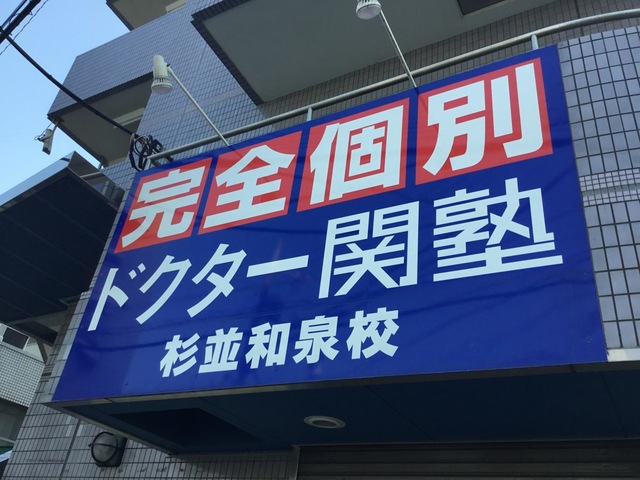 完全個別
ドクター関塾
杉並和泉校